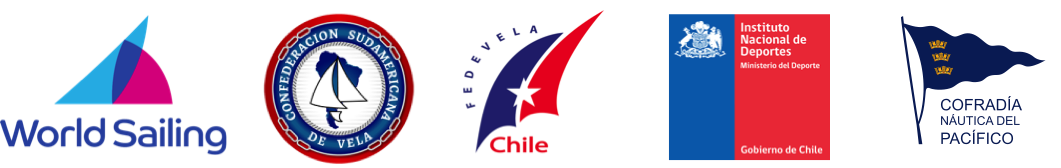 World Sailing
CONFEDERACION SUDAMERICANA
DE VELA
FEDEVELA
Chile
Instituto
Nacional de
Deportes
Ministerio del Deporte
Gobierno de Chile
COFRADÍA
NÁUTICA DEL
PACÍFICO